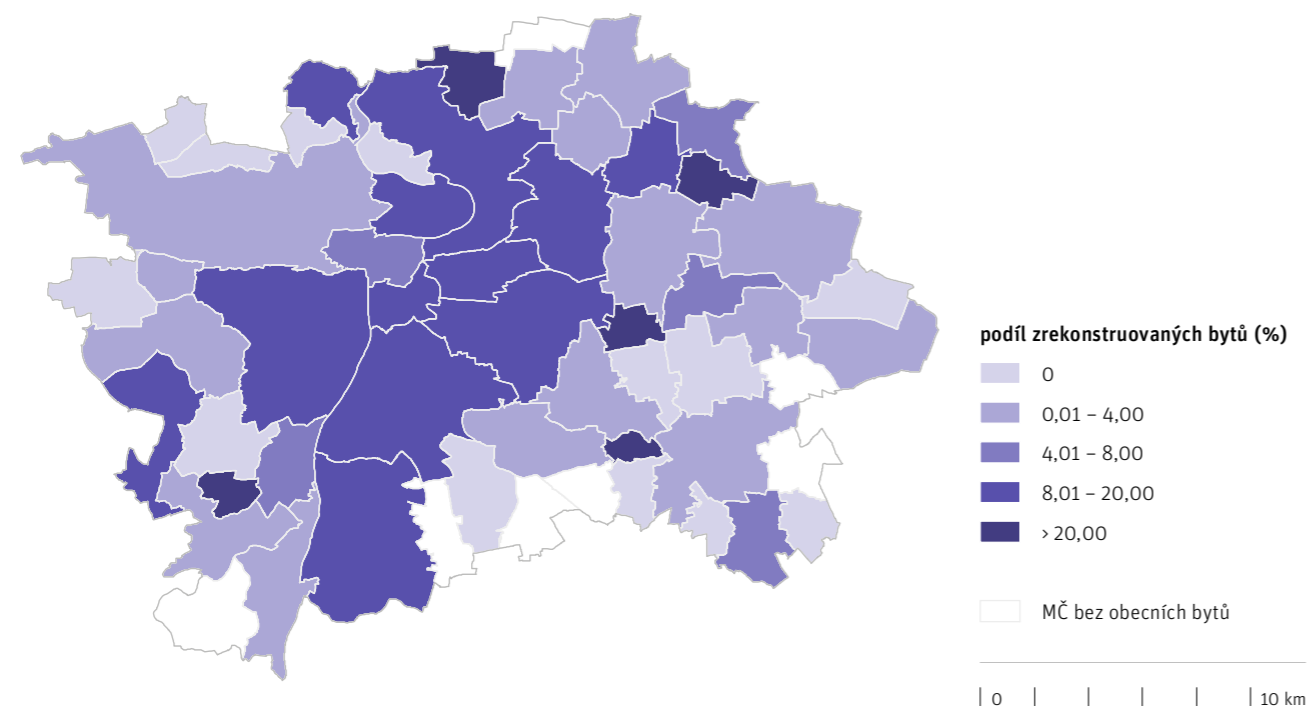 podíl zrekonstruovaných bytů (%)
0
0,01 – 4,00
4,01 – 8,00
8,01 – 20,00
> 20,00
MČ bez obecních bytů
0 10 km